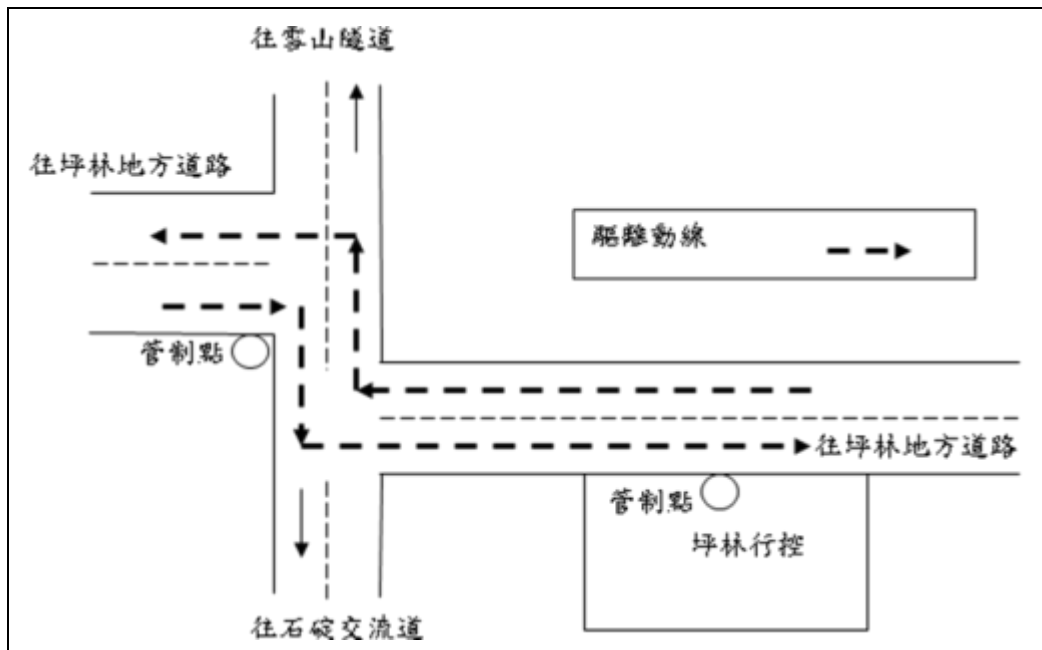 往雪山隧道
往坪林地方道路
驅離動線
管制點
往坪林地方道路
管制點
坪林行控
往石碇交流道